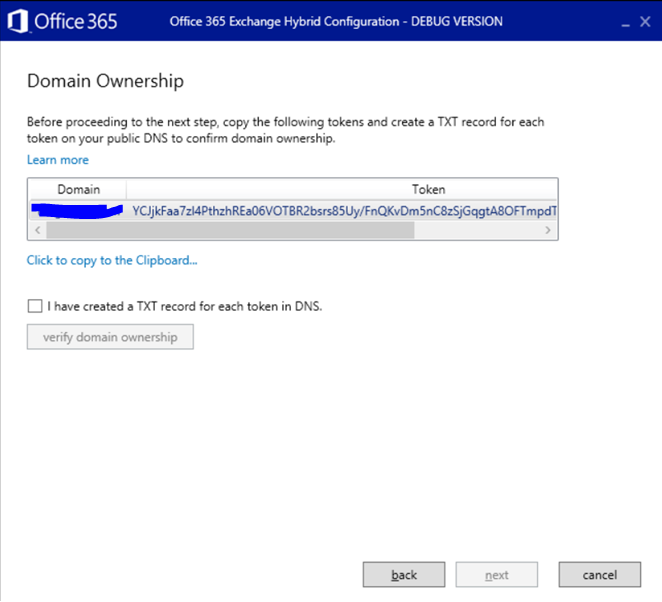 Office 365
Office 365 Exchange Hybrid Configuration - DEBUG VERSION
Domain Ownership
Before proceeding to the next step, copy the following tokens and create a TXT record for each
token on your public DNS to confirm domain ownership.
Learn more
Domain Token
YCJjkFaa7zI4PthzhREa06VOTBR2bsrs85Uy/FnQKvDm5nC8zSjGqgtA8OFTmpdT
Click to copy to the Clipboard...
I have created a TXT record for each token in DNS.
verify domain ownership
back next cancel